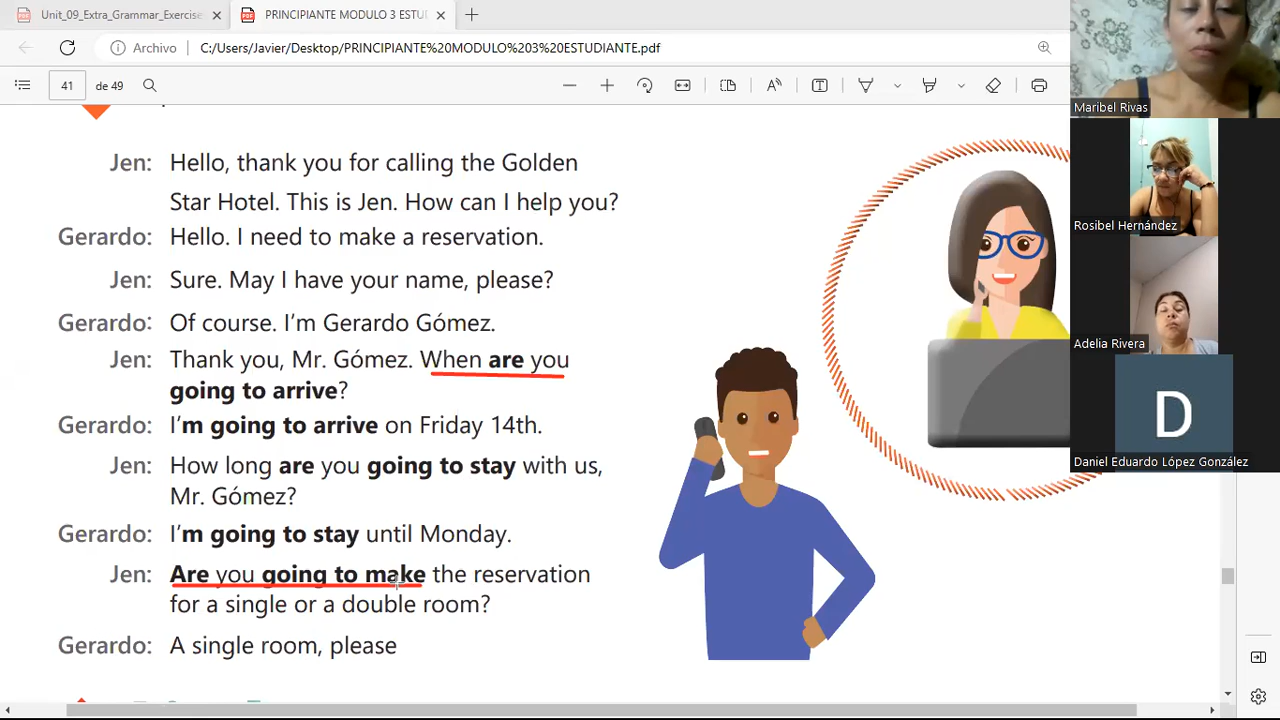 Unit_09_Extra_Grammar_Exercise
PRINCIPIANTE MODULO 3 ESTU
Archivo
C:/Users/Javier/Desktop/PRINCIPIANTE%20MODULO%203%20ESTUDIANTE.pdf
41
de 49
Jen: Hello, thank you for calling the Golden
Star Hotel. This is Jen. How can I help you?
Gerardo: Hello. I need to make a reservation.
Jen: Sure. May I have your name, please?
Gerardo: Of course. I'm Gerardo Gómez.
Jen: Thank you, Mr. Gómez. When are you
going to arrive?
Gerardo: I'm going to arrive on Friday 14th.
Jen: How long are you going to stay with us,
Mr. Gómez?
Gerardo: I'm going to stay until Monday.
Jen: Are you going to make the reservation
for a single or a double room?
Gerardo: A single room, please
Maribel Rivas
Rosibel Hernández
Adelia Rivera
D
Daniel Eduardo López González